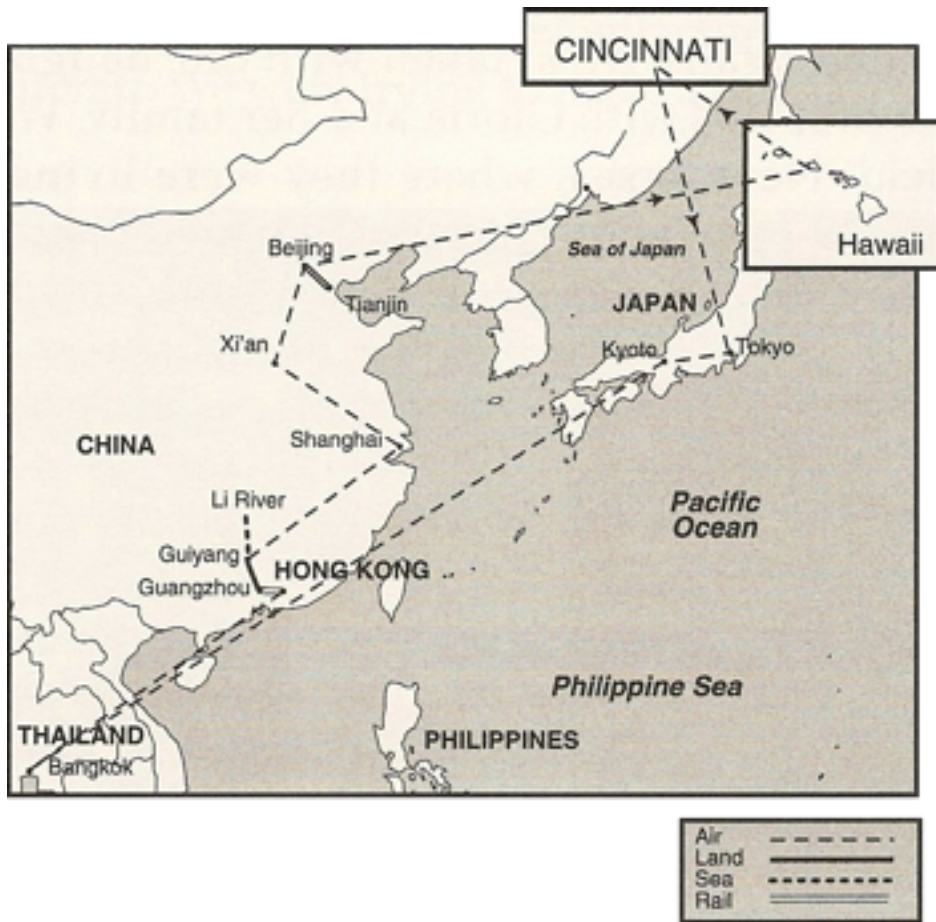 CINCINNATI
Hawaii
Beijing
Sea of Japan
Tianjin
JAPAN
Xi'an
Kyoto
Tokyo
Shanghai
CHINA
Li River
Pacific
Ocean
Guiyang
HONG KONG
Guangzhou
Philippine Sea
THAILAND
PHILIPPINES
Bangkok
Air
Land
Sea
Rail